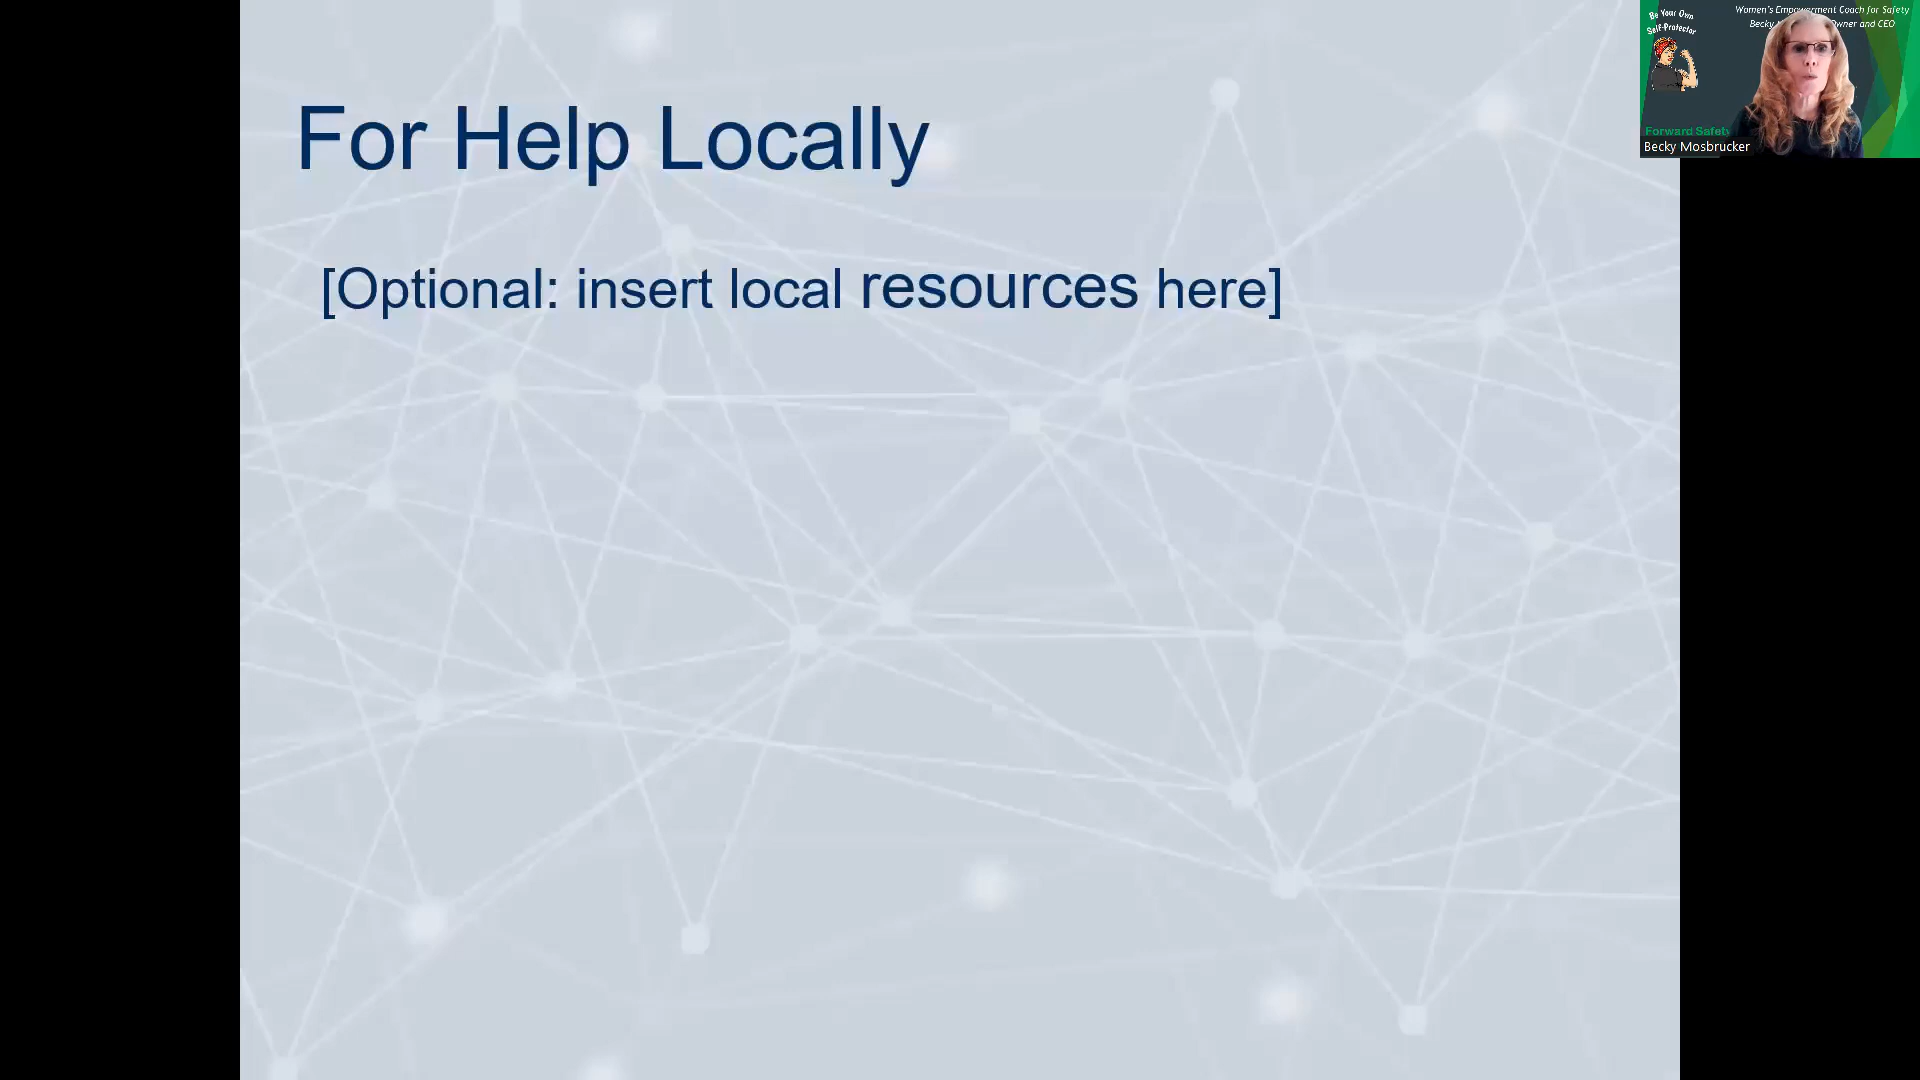 For Help Locally
[Optional: insert local resources here]
Be Your Own
Self-Protector
Women's Empowerment Coach for Safety
Becky
Owner and CEO
Forward Safety
Becky Mosbrucker